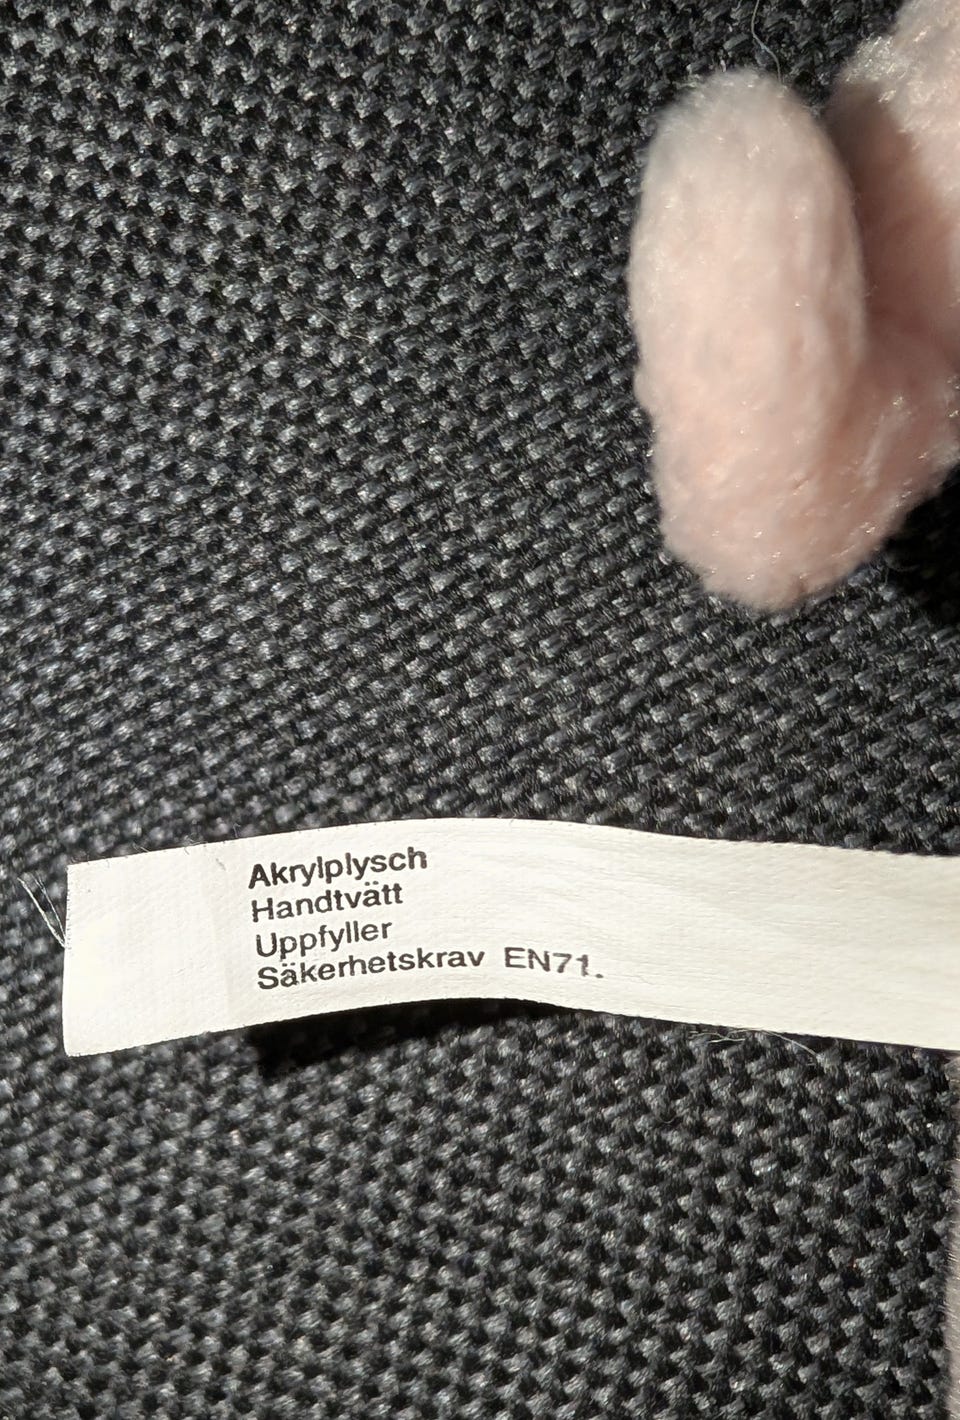 Akrylplysch
Handtvätt
Uppfyller
Säkerhetskrav EN71.